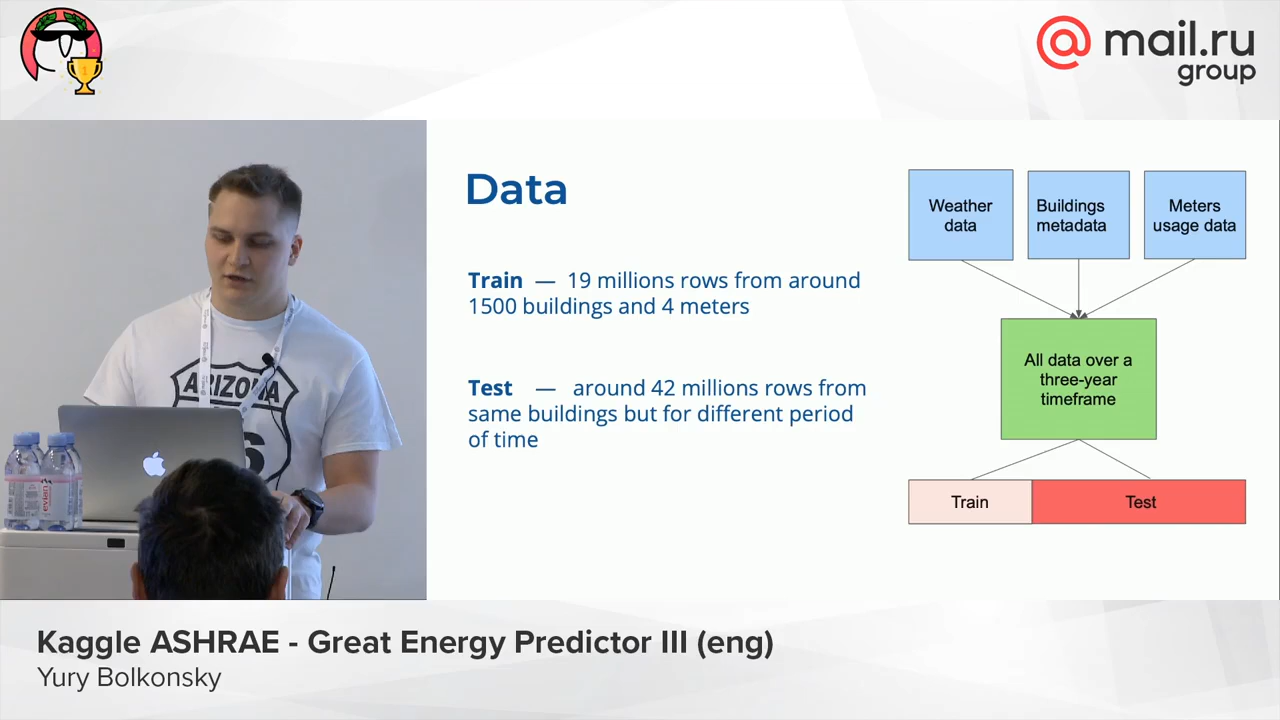 @mail.ru
group
Data
Train — 19 millions rows from around
1500 buildings and 4 meters
Test — around 42 millions rows from
same buildings but for different period
of time
Weather
data
Buildings
metadata
Meters
usage data
All data over a
three-year
timeframe
Train
Test
ARIZONA
6
evian
Kaggle ASHRAE - Great Energy Predictor III (eng)
Yury Bolkonsky